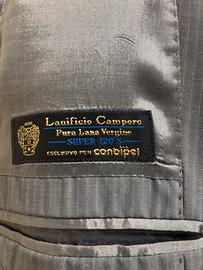 Lanificio Campore
Pura Lana Vergine
SUPER 120'S
ESCLUSIVO PER conbipel